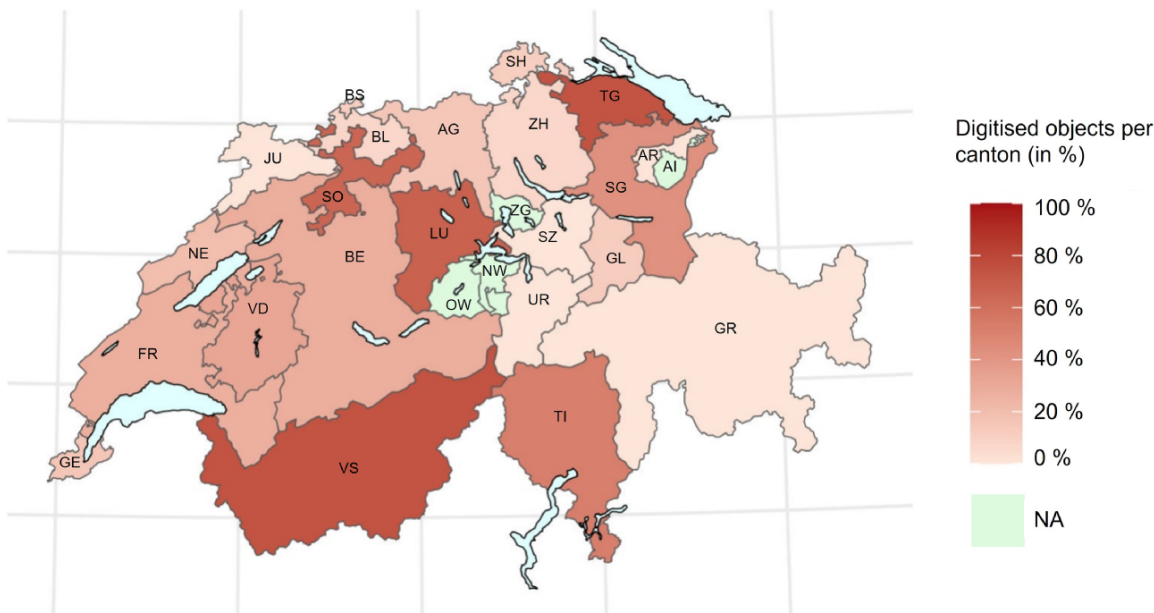 SH
TG
BS
BL
AG
ZH
JU
AR
AI
SO
SG
ZG
LU
SZ
NE
BE
GL
NW
OW
UR
VD
GR
FR
TI
GE
VS
Digitised objects per
canton (in %)
100 %
80 %
60 %
40 %
20 %
0 %
NA